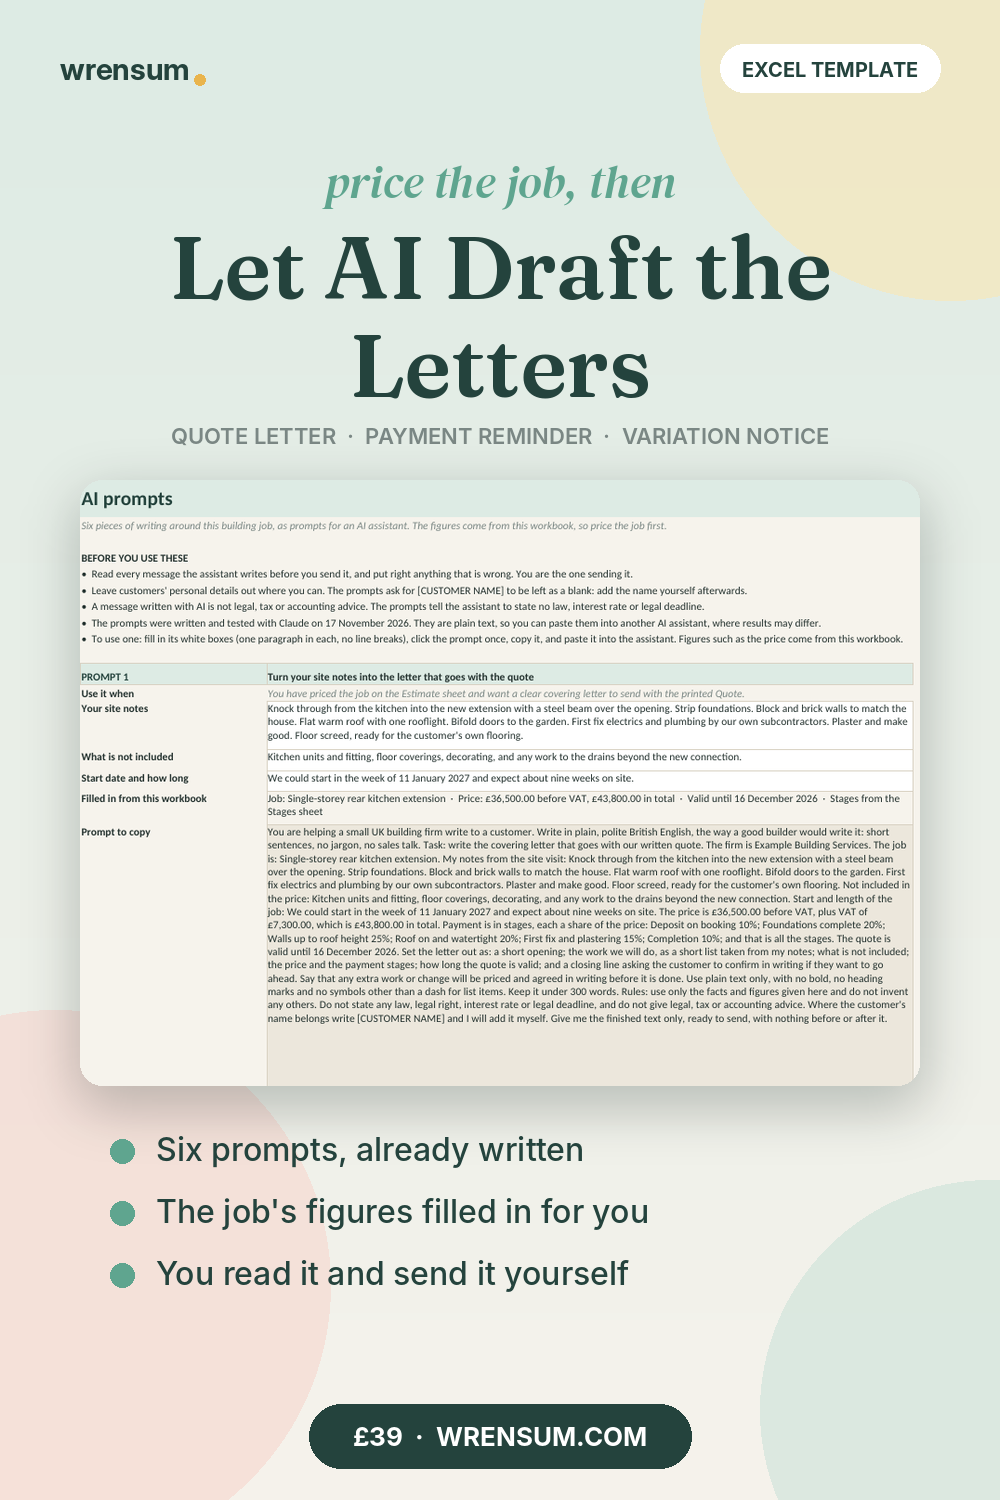 wrensum
EXCEL TEMPLATE
price the job, then
Let AI Draft the
Letters
QUOTE LETTER · PAYMENT REMINDER · VARIATION NOTICE
AI prompts
Six pieces of writing around this building job, as prompts for an AI assistant. The figures come from this workbook, so price the job first.
BEFORE YOU USE THESE
• Read every message the assistant writes before you send it, and put right anything that is wrong. You are the one sending it.
• Leave customers' personal details out where you can. The prompts ask for [CUSTOMER NAME] to be left as a blank: add the name yourself afterwards.
• A message written with AI is not legal, tax or accounting advice. The prompts tell the assistant to state no law, interest rate or legal deadline.
• The prompts were written and tested with Claude on 17 November 2026. They are plain text, so you can paste them into another AI assistant, where results may differ.
• To use one: fill in its white boxes (one paragraph in each, no line breaks), click the prompt once, copy it, and paste it into the assistant. Figures such as the price come from this workbook.
PROMPT 1 Turn your site notes into the letter that goes with the quote
Use it when You have priced the job on the Estimate sheet and want a clear covering letter to send with the printed Quote.
Your site notes Knock through from the kitchen into the new extension with a steel beam over the opening. Strip foundations. Block and brick walls to match the
house. Flat warm roof with one rooflight. Bifold doors to the garden. First fix electrics and plumbing by our own subcontractors. Plaster and make
good. Floor screed, ready for the customer's own flooring.
What is not included Kitchen units and fitting, floor coverings, decorating, and any work to the drains beyond the new connection.
Start date and how long We could start in the week of 11 January 2027 and expect about nine weeks on site.
Filled in from this workbook Job: Single-storey rear kitchen extension · Price: £36,500.00 before VAT, £43,800.00 in total · Valid until 16 December 2026 · Stages from the
Stages sheet
Prompt to copy You are helping a small UK building firm write to a customer. Write in plain, polite British English, the way a good builder would write it: short
sentences, no jargon, no sales talk. Task: write the covering letter that goes with our written quote. The firm is Example Building Services. The job
is: Single-storey rear kitchen extension. My notes from the site visit: Knock through from the kitchen into the new extension with a steel beam
over the opening. Strip foundations. Block and brick walls to match the house. Flat warm roof with one rooflight. Bifold doors to the garden. First
fix electrics and plumbing by our own subcontractors. Plaster and make good. Floor screed, ready for the customer's own flooring. Not included in
the price: Kitchen units and fitting, floor coverings, decorating, and any work to the drains beyond the new connection. Start and length of the
job: We could start in the week of 11 January 2027 and expect about nine weeks on site. The price is £36,500.00 before VAT, plus VAT of
£7,300.00, which is £43,800.00 in total. Payment is in stages, each a share of the price: Deposit on booking 10%; Foundations complete 20%;
Walls up to roof height 25%; Roof on and watertight 20%; First fix and plastering 15%; Completion 10%; and that is all the stages. The quote is
valid until 16 December 2026. Set the letter out as: a short opening; the work we will do, as a short list taken from my notes; what is not included;
the price and the payment stages; how long the quote is valid; and a closing line asking the customer to confirm in writing if they want to go
ahead. Say that any extra work or change will be priced and agreed in writing before it is done. Use plain text only, with no bold, no heading
marks and no symbols other than a dash for list items. Keep it under 300 words. Rules: use only the facts and figures given here and do not invent
any others. Do not state any law, legal right, interest rate or legal deadline, and do not give legal, tax or accounting advice. Where the customer's
name belongs write [CUSTOMER NAME] and I will add it myself. Give me the finished text only, ready to send, with nothing before or after it.
Six prompts, already written
The job's figures filled in for you
You read it and send it yourself
£39 · WRENSUM.COM